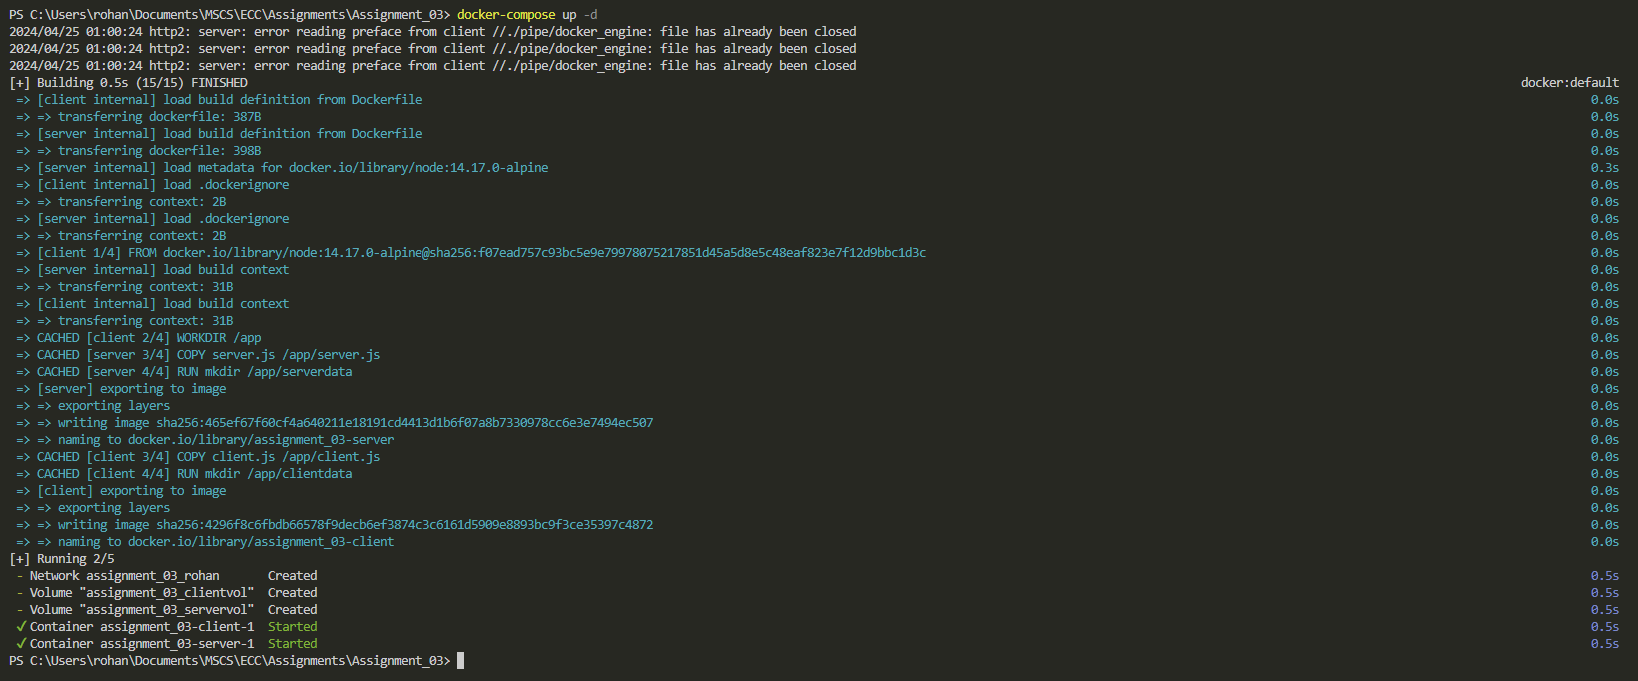 PS C:\Users\rohan\Documents\MSCS\ECC\Assignments\Assignment_03> docker-compose up -d
2024/04/25 01:00:24 http2: server: error reading preface from client //./pipe/docker_engine: file has already been closed
2024/04/25 01:00:24 http2: server: error reading preface from client //./pipe/docker_engine: file has already been closed
2024/04/25 01:00:24 http2: server: error reading preface from client //./pipe/docker_engine: file has already been closed
[+] Building 0.5s (15/15) FINISHED docker:default
=> [client internal] load build definition from Dockerfile 0.0s
=> => transferring dockerfile: 387B 0.0s
=> [server internal] load build definition from Dockerfile 0.0s
=> => transferring dockerfile: 398B 0.0s
=> [server internal] load metadata for docker.io/library/node:14.17.0-alpine 0.3s
=> [client internal] load .dockerignore 0.0s
=> => transferring context: 2B 0.0s
=> [server internal] load .dockerignore 0.0s
=> => transferring context: 2B 0.0s
=> [client 1/4] FROM docker.io/library/node:14.17.0-alpine@sha256:f07ead757c93bc5e9e79978075217851d45a5d8e5c48eaf823e7f12d9bbc1d3c 0.0s
=> [server internal] load build context 0.0s
=> => transferring context: 31B 0.0s
=> [client internal] load build context 0.0s
=> => transferring context: 31B 0.0s
=> CACHED [client 2/4] WORKDIR /app 0.0s
=> CACHED [server 3/4] COPY server.js /app/server.js 0.0s
=> CACHED [server 4/4] RUN mkdir /app/serverdata 0.0s
=> [server] exporting to image 0.0s
=> => exporting layers 0.0s
=> => writing image sha256:465ef67f60cf4a640211e18191cd4413d1b6f07a8b7330978cc6e3e7494ec507 0.0s
=> => naming to docker.io/library/assignment_03-server 0.0s
=> CACHED [client 3/4] COPY client.js /app/client.js 0.0s
=> CACHED [client 4/4] RUN mkdir /app/clientdata 0.0s
=> [client] exporting to image 0.0s
=> => exporting layers 0.0s
=> => writing image sha256:4296f8c6fbdb66578f9decb6ef3874c3c6161d5909e8893bc9f3ce35397c4872 0.0s
=> => naming to docker.io/library/assignment_03-client 0.0s
[+] Running 2/5
- Network assignment_03_rohan Created 0.5s
- Volume "assignment_03_clientvol" Created 0.5s
- Volume "assignment_03_servervol" Created 0.5s
✓ Container assignment_03-client-1 Started 0.5s
✓ Container assignment_03-server-1 Started 0.5s
PS C:\Users\rohan\Documents\MSCS\ECC\Assignments\Assignment_03>